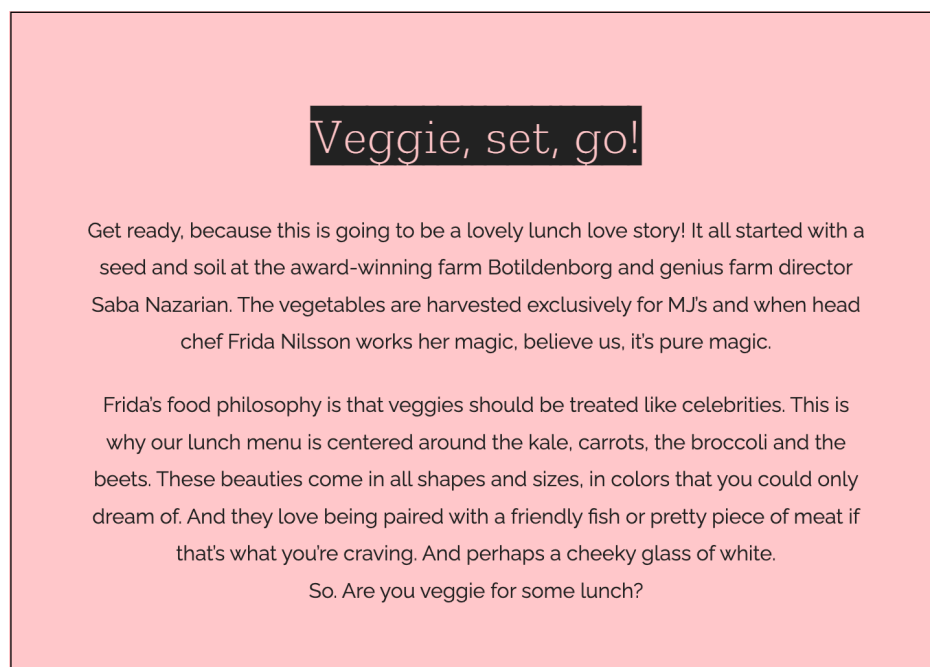 Veggie, set, go!
Get ready, because this is going to be a lovely lunch love story! It all started with a
seed and soil at the award-winning farm Botildenborg and genius farm director
Saba Nazarian. The vegetables are harvested exclusively for MJ's and when head
chef Frida Nilsson works her magic, believe us, it's pure magic.
Frida's food philosophy is that veggies should be treated like celebrities. This is
why our lunch menu is centered around the kale, carrots, the broccoli and the
beets. These beauties come in all shapes and sizes, in colors that you could only
dream of. And they love being paired with a friendly fish or pretty piece of meat if
that's what you're craving. And perhaps a cheeky glass of white.
So. Are you veggie for some lunch?